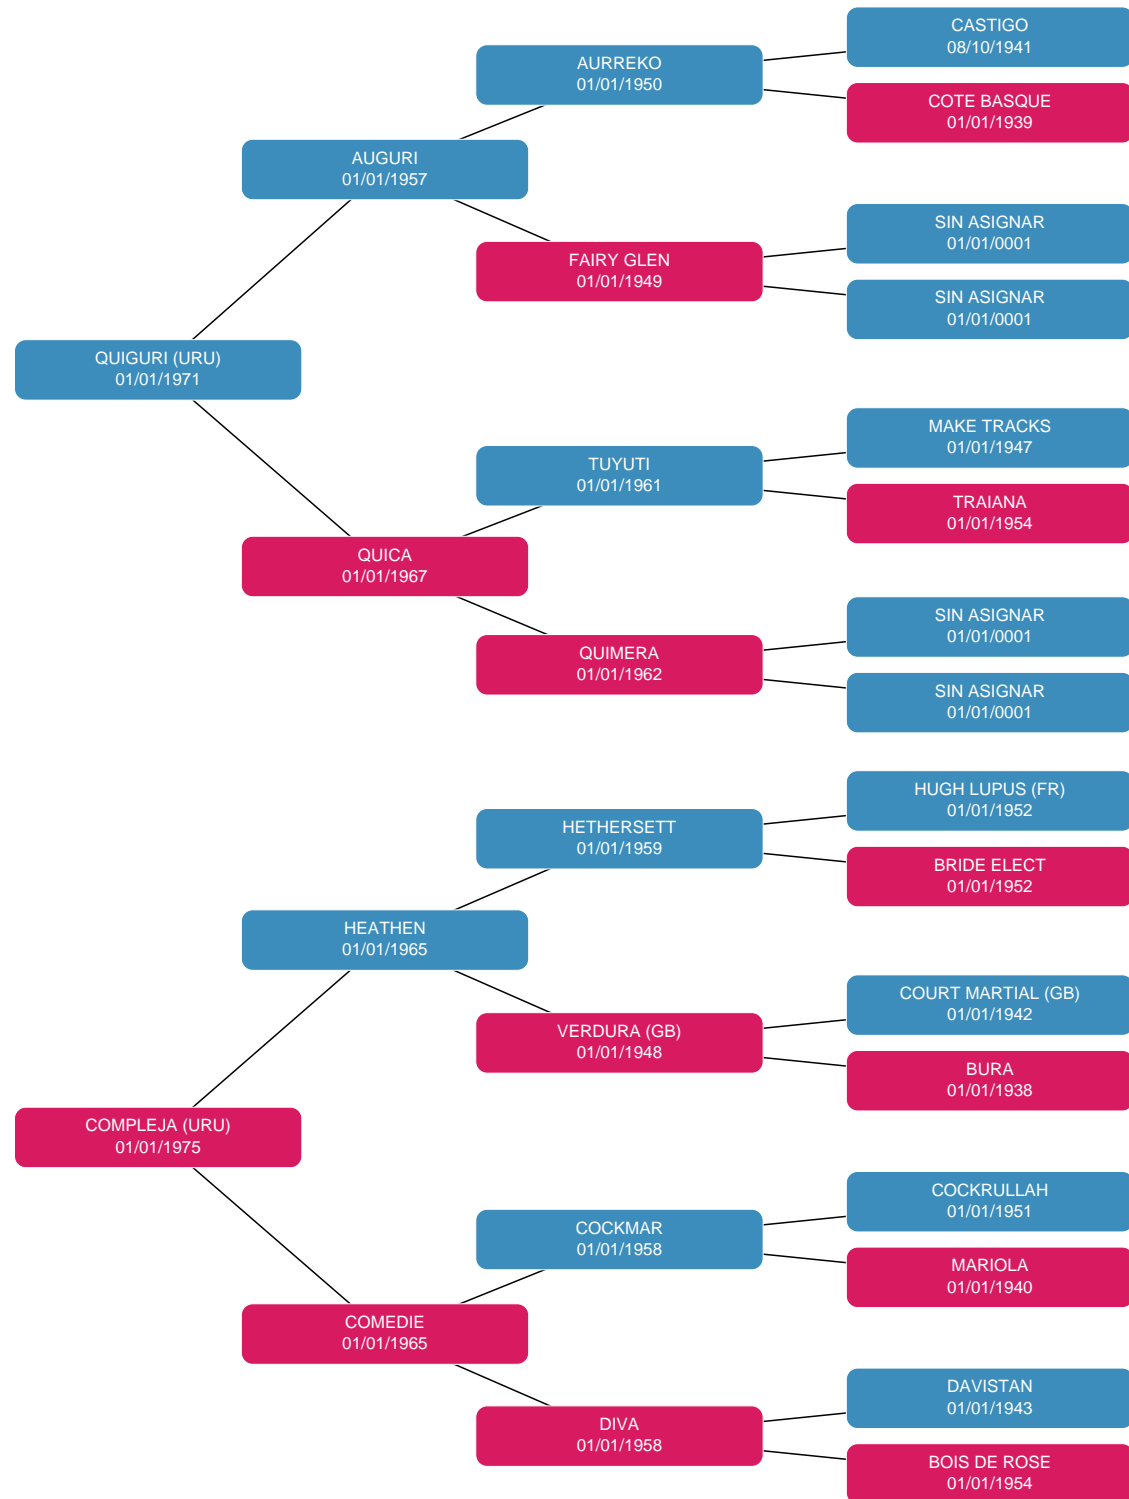 CASTIGO
08/10/1941
AURREKO
01/01/1950
COTE BASQUE
01/01/1939
AUGURI
01/01/1957
SIN ASIGNAR
01/01/0001
FAIRY GLEN
01/01/1949
SIN ASIGNAR
01/01/0001
QUIGURI (URU)
01/01/1971
MAKE TRACKS
01/01/1947
TUYUTI
01/01/1961
TRAIANA
01/01/1954
QUICA
01/01/1967
SIN ASIGNAR
01/01/0001
QUIMERA
01/01/1962
SIN ASIGNAR
01/01/0001
HUGH LUPUS (FR)
01/01/1952
HETHERSETT
01/01/1959
BRIDE ELECT
01/01/1952
HEATHEN
01/01/1965
COURT MARTIAL (GB)
01/01/1942
VERDURA (GB)
01/01/1948
BURA
01/01/1938
COMPLEJA (URU)
01/01/1975
COCKRULLAH
01/01/1951
COCKMAR
01/01/1958
MARIOLA
01/01/1940
COMEDIE
01/01/1965
DAVISTAN
01/01/1943
DIVA
01/01/1958
BOIS DE ROSE
01/01/1954